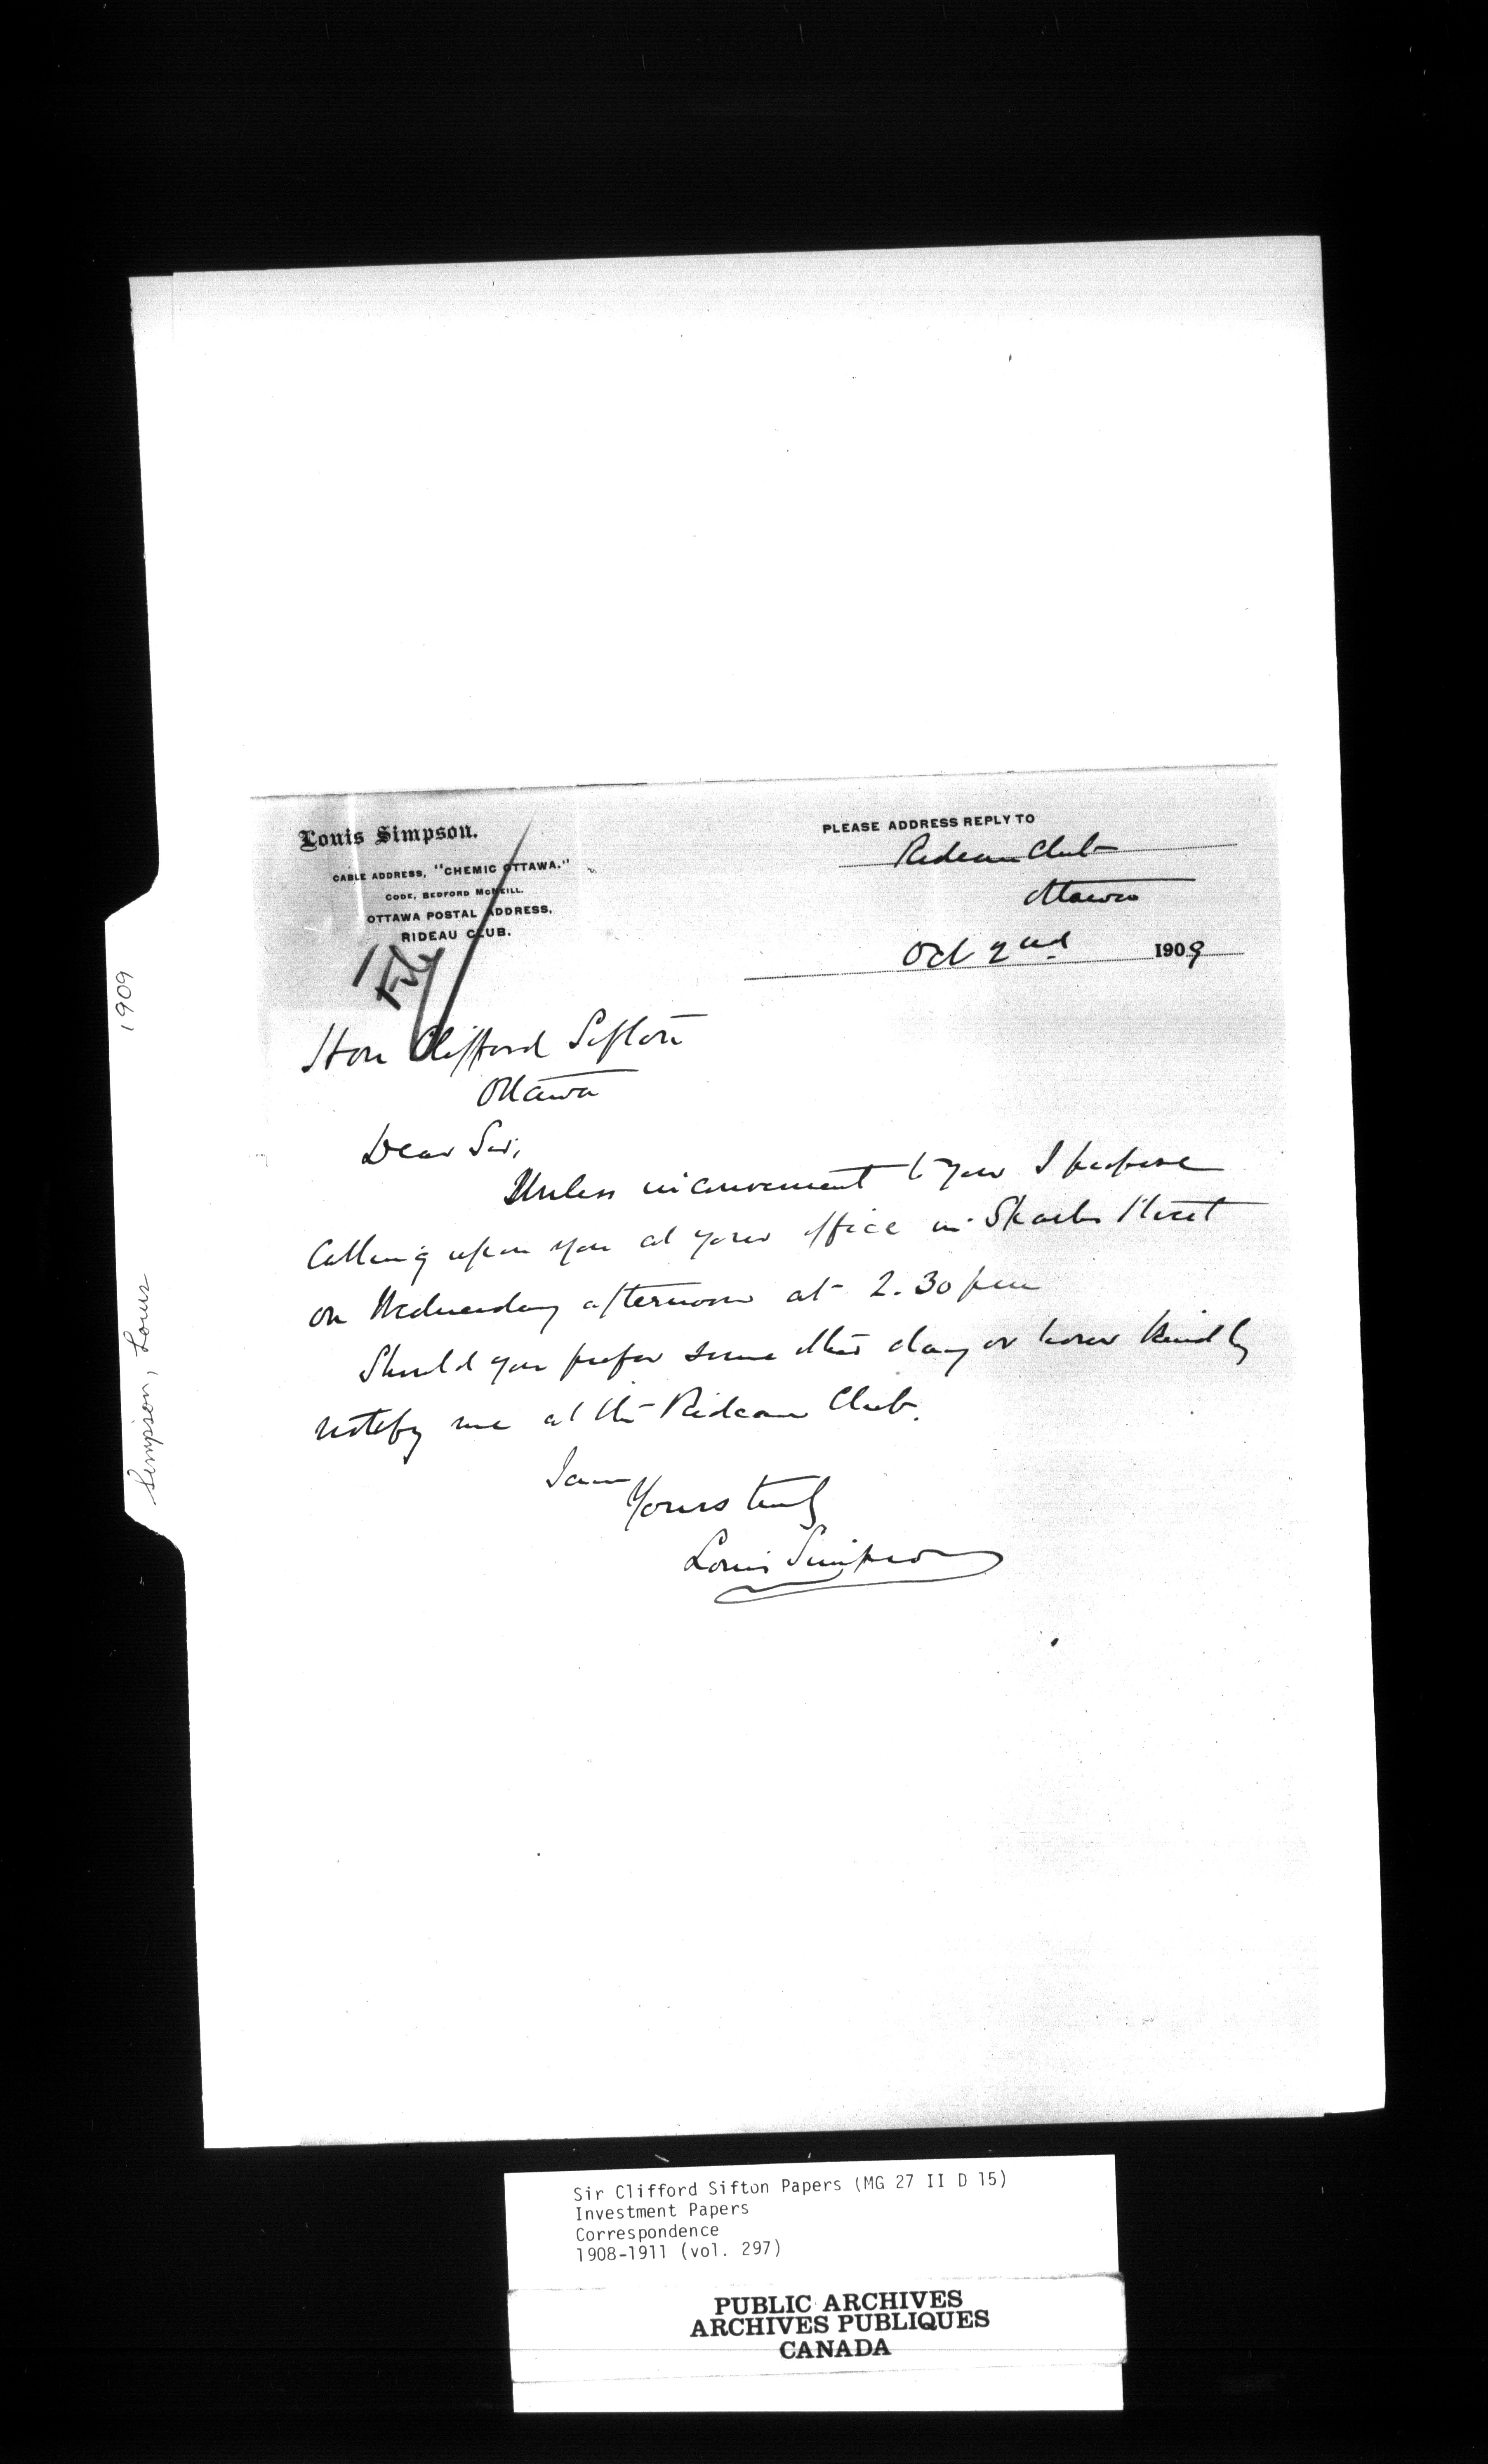 Louis Simpson.
CABLE ADDRESS, "CHEMIC OTTAWA."
CODE, BEDFORD MCNEILL.
OTTAWA POSTAL ADDRESS,
RIDEAU CLUB.
PLEASE ADDRESS REPLY TO
Rideau Club
Ottawa
Oct 2nd 1909
Hon Clifford Sifton
Ottawa
Dear Sir;
Unless inconvenient to you I propose
Calling upon you at your office in Sparks Street
on Wednesday afternoon at 2.30 pm
Should you prefer some other day or hour kindly
notify me at the Rideau Club.
I am
Yours truly
Louis Simpson
1909
Simpson, Louis
Sir Clifford Sifton Papers (MG 27 II D 15)
Investment Papers
Correspondence
1908-1911 (vol. 297)
PUBLIC ARCHIVES
ARCHIVES PUBLIQUES
CANADA